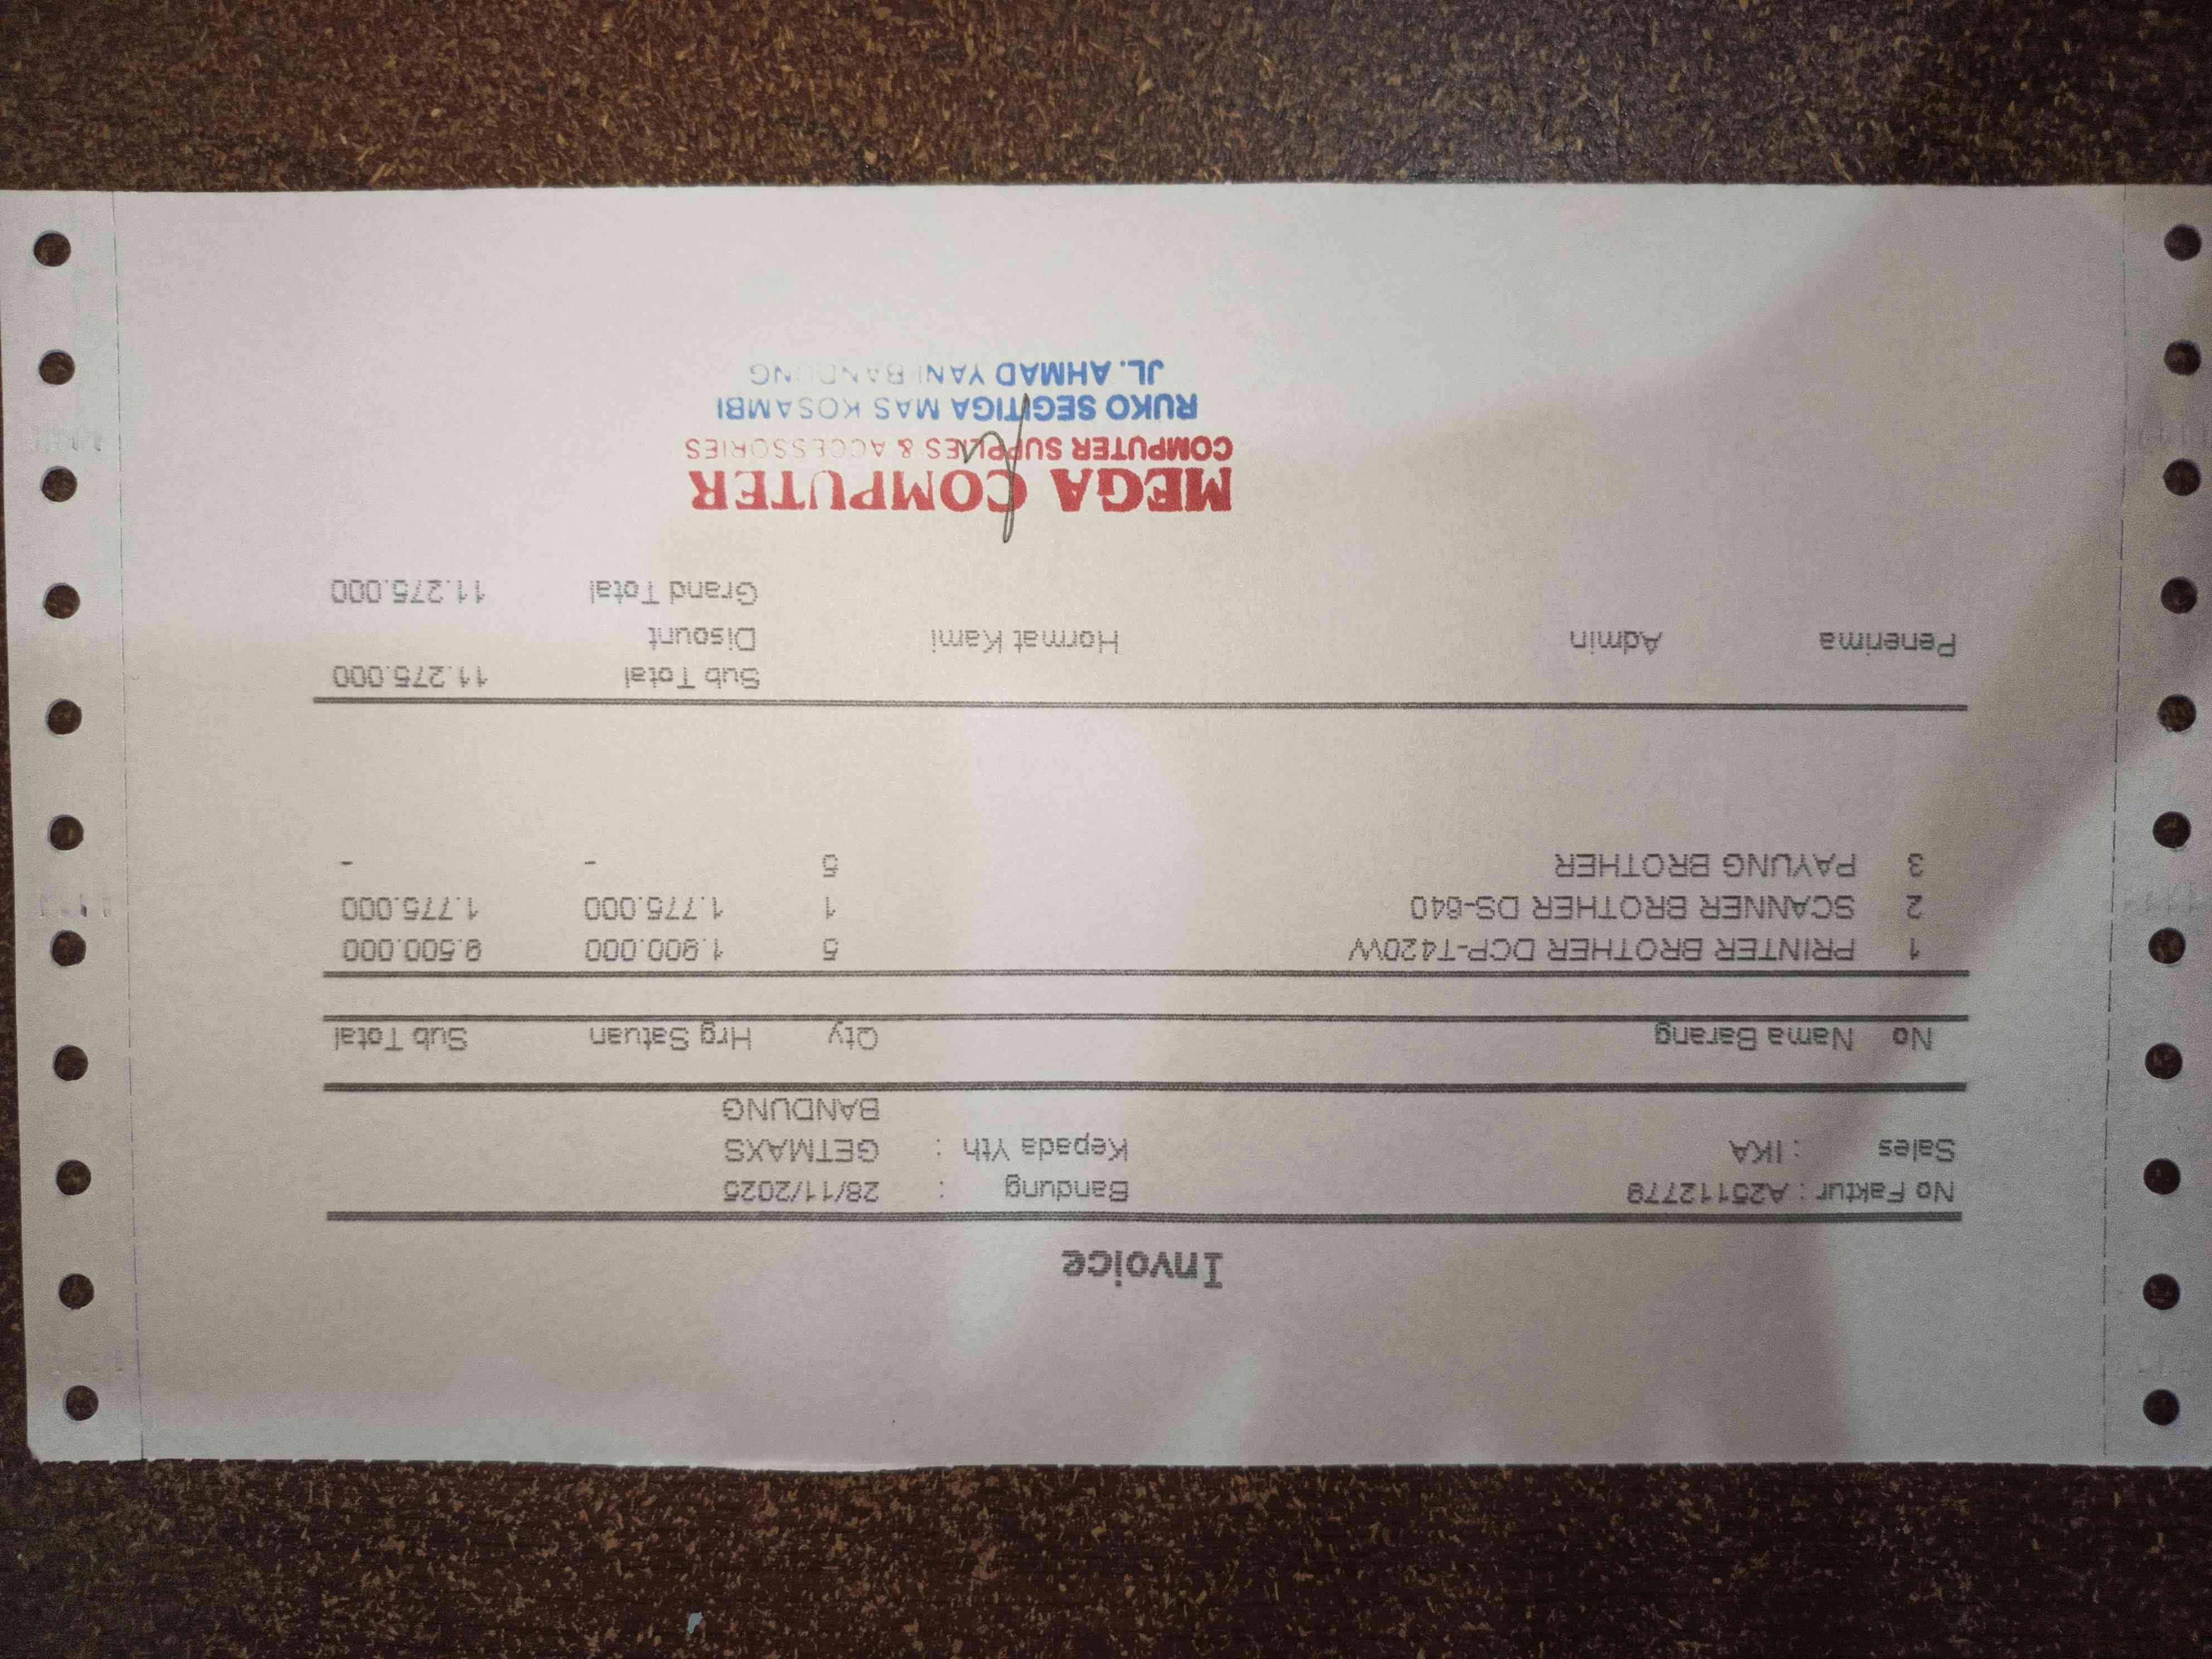 Invoice
No Faktur : A25112779 Bandung : 28/11/2025
Sales : IKA Kepada Yth : GETMAXS
BANDUNG
No Nama Barang Qty Hrg Satuan Sub Total
1 PRINTER BROTHER DCP-T420W 5 1.900.000 9.500.000
2 SCANNER BROTHER DS-640 1 1.775.000 1.775.000
3 PAYUNG BROTHER 5 - -
Sub Total 11.275.000
Penerima Admin Hormat Kami Disount
Grand Total 11.275.000
MEGA COMPUTER
COMPUTER SUPPLIES & ACCESSORIES
RUKO SEGITIGA MAS KOSAMBI
JL. AHMAD YANI BANDUNG